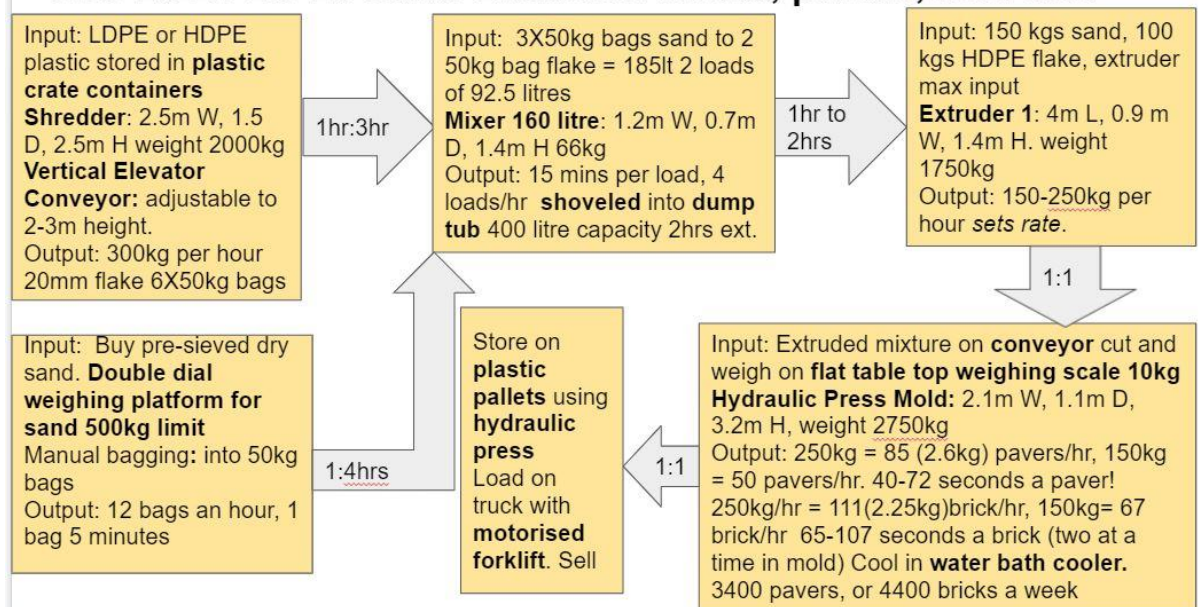 Input: LDPE or HDPE
plastic stored in plastic
crate containers
Shredder: 2.5m W, 1.5
D, 2.5m H weight 2000kg
Vertical Elevator
Conveyor: adjustable to
2-3m height.
Output: 300kg per hour
20mm flake 6X50kg bags
1hr:3hr
Input:  3X50kg bags sand to 2
50kg bag flake = 185lt 2 loads
of 92.5 litres
Mixer 160 litre: 1.2m W, 0.7m
D, 1.4m H 66kg
Output: 15 mins per load, 4
loads/hr  shoveled into dump
tub 400 litre capacity 2hrs ext.
1hr to
2hrs
Input: 150 kgs sand, 100
kgs HDPE flake, extruder
max input
Extruder 1: 4m L, 0.9 m
W, 1.4m H. weight
1750kg
Output: 150-250kg per
hour sets rate.
1:1
Input:  Buy pre-sieved dry
sand. Double dial
weighing platform for
sand 500kg limit
Manual bagging: into 50kg
bags
Output: 12 bags an hour, 1
bag 5 minutes
1:4hrs
Store on
plastic
pallets using
hydraulic
press
Load on
truck with
motorised
forklift. Sell
1:1
Input: Extruded mixture on conveyor cut and
weigh on flat table top weighing scale 10kg
Hydraulic Press Mold: 2.1m W, 1.1m D,
3.2m H, weight 2750kg
Output: 250kg = 85 (2.6kg) pavers/hr, 150kg
= 50 pavers/hr. 40-72 seconds a paver!
250kg/hr = 111(2.25kg)brick/hr, 150kg= 67
brick/hr  65-107 seconds a brick (two at a
time in mold) Cool in water bath cooler.
3400 pavers, or 4400 bricks a week